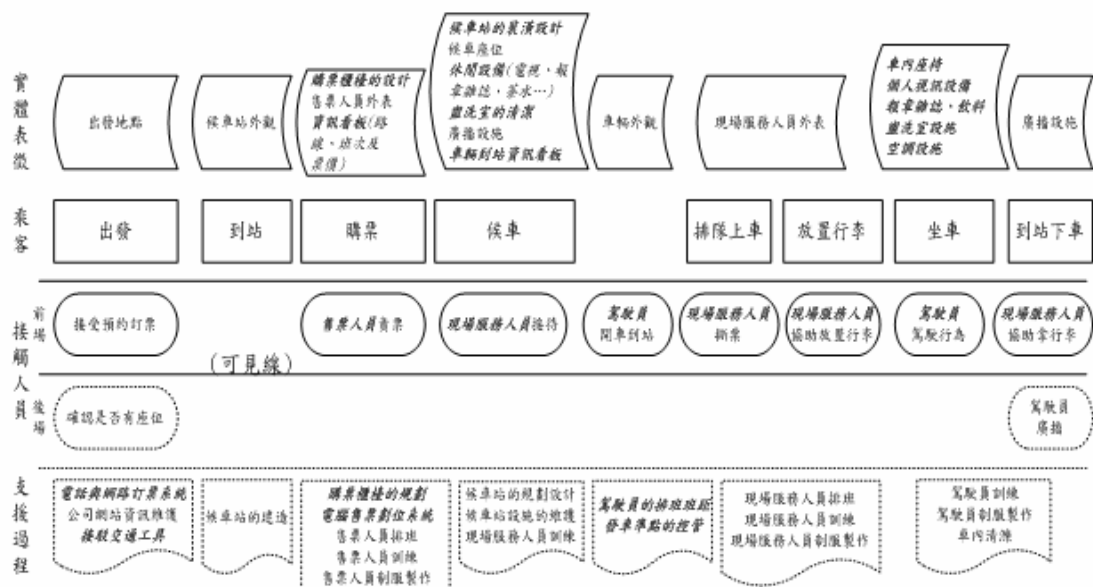 實體表徵
出發地點
候車站外觀
購票櫃檯的設計
售票人員外表
資訊看板(路
線、班次及
票價)
候車站的裝潢設計
候車座位
休閒設備(電視、報
章雜誌、茶水…)
盥洗室的清潔
廣播設施
車輛到站資訊看板
車輛外觀
現場服務人員外表
車內座椅
個人視訊設備
報章雜誌、飲料
盥洗室設施
空調設施
廣播設施
乘客
出發
到站
購票
候車
排隊上車
放置行李
坐車
到站下車
接觸人員
前場
接受預約訂票
售票人員賣票
現場服務人員接待
駕駛員
開車到站
現場服務人員
撕票
現場服務人員
協助放置行李
駕駛員
駕駛行為
現場服務人員
協助拿行李
(可見線)
後場
確認是否有座位
駕駛員
廣播
支援過程
電話與網路訂票系統
公司網站資訊維護
接駁交通工具
候車站的建造
購票櫃檯的規劃
電腦售票劃位系統
售票人員排班
售票人員訓練
售票人員制服製作
候車站的規劃設計
候車站設施的維護
現場服務人員訓練
駕駛員的排班班距
發車準點的控管
現場服務人員排班
現場服務人員訓練
現場服務人員制服製作
駕駛員訓練
駕駛員制服製作
車內清潔